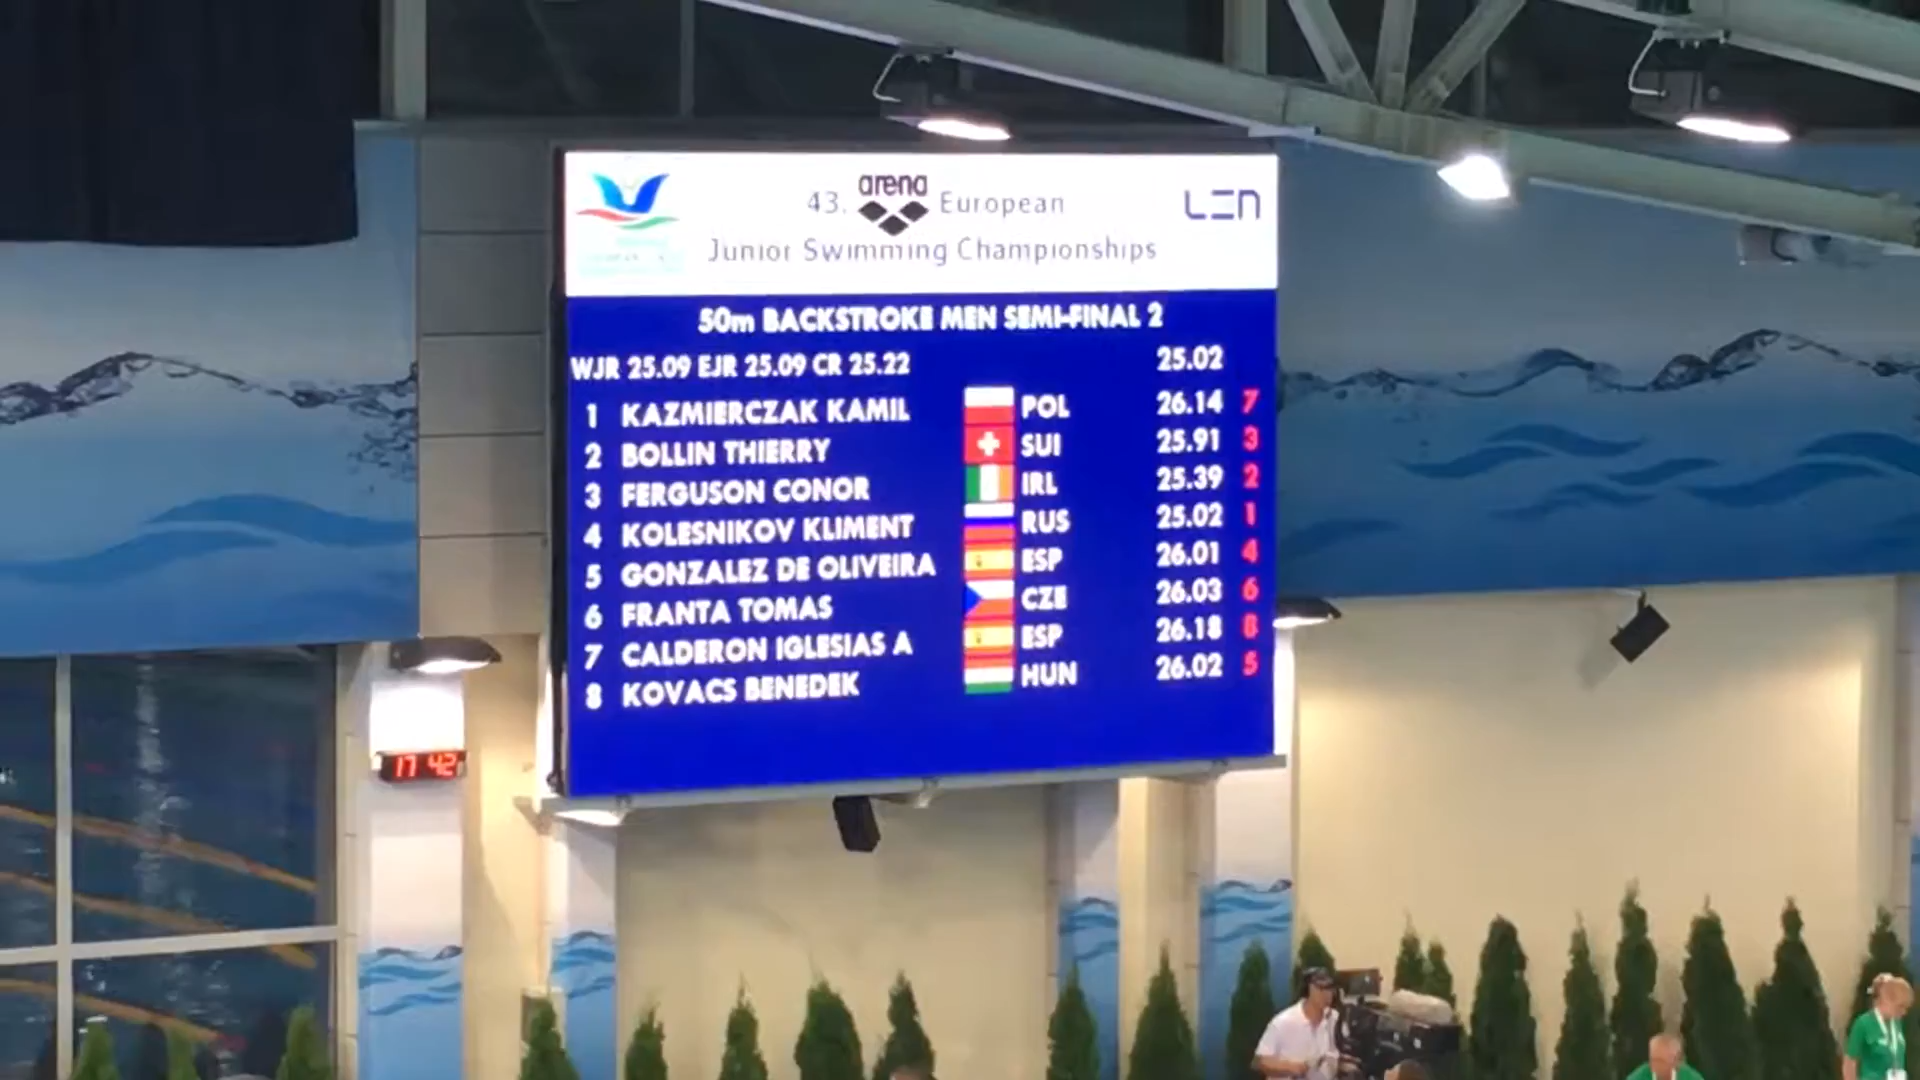 43. arena European
LEN
Junior Swimming Championships
50m BACKSTROKE MEN SEMI-FINAL 2
WJR 25.09 EJR 25.09 CR 25.22 25.02
1 KAZMIERCZAK KAMIL POL 26.14 7
2 BOLLIN THIERRY SUI 25.91 3
3 FERGUSON CONOR IRL 25.39 2
4 KOLESNIKOV KLIMENT RUS 25.02 1
5 GONZALEZ DE OLIVEIRA ESP 26.01 4
6 FRANTA TOMAS CZE 26.03 6
7 CALDERON IGLESIAS A ESP 26.18 8
8 KOVACS BENEDEK HUN 26.02 5
17 42